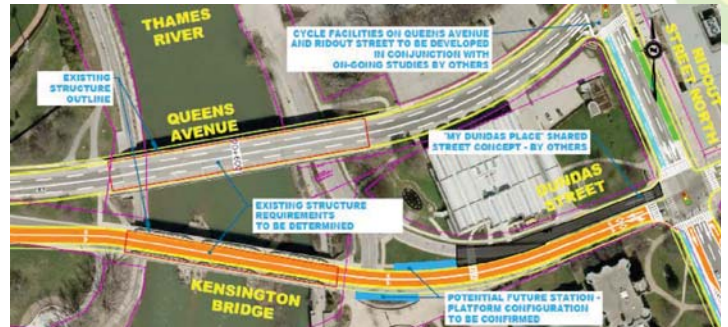 THAMES
RIVER
CYCLE FACILITIES ON QUEENS AVENUE
AND RIDOUT STREET TO BE DEVELOPED
IN CONJUNCTION WITH
ON-GOING STUDIES BY OTHERS
RIDOUT
STREET NORTH
EXISTING
STRUCTURE
OUTLINE
QUEENS
AVENUE
"MY DUNDAS PLACE" SHARED
STREET CONCEPT - BY OTHERS
DUNDAS
STREET
EXISTING STRUCTURE
REQUIREMENTS
TO BE DETERMINED
KENSINGTON
BRIDGE
POTENTIAL FUTURE STATION -
PLATFORM CONFIGURATION
TO BE CONFIRMED